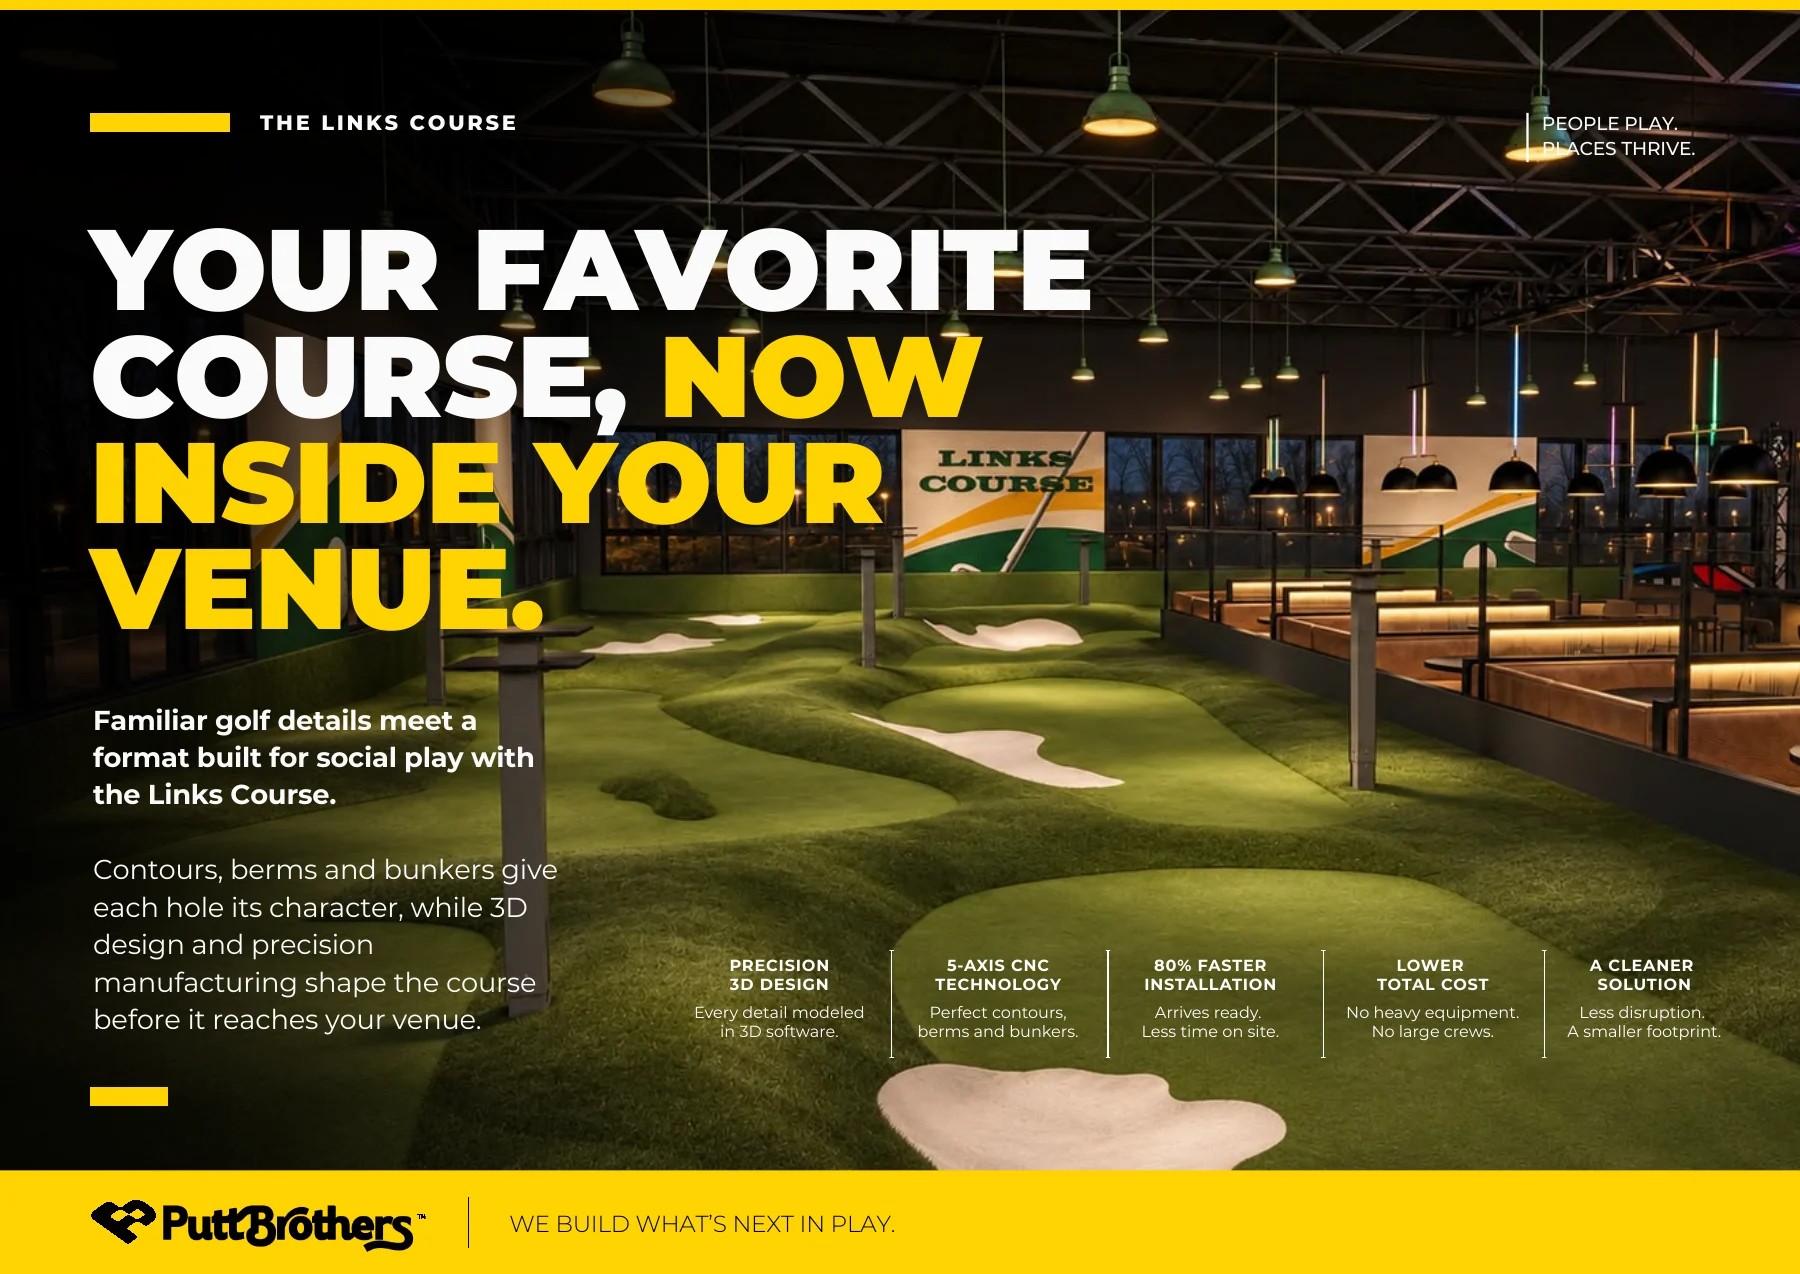 THE LINKS COURSE
PEOPLE PLAY.
PLACES THRIVE.
YOUR FAVORITE
COURSE, NOW
INSIDE YOUR
VENUE.
LINKS
COURSE
Familiar golf details meet a
format built for social play with
the Links Course.
Contours, berms and bunkers give
each hole its character, while 3D
design and precision
manufacturing shape the course
before it reaches your venue.
PRECISION
3D DESIGN
Every detail modeled
in 3D software.
5-AXIS CNC
TECHNOLOGY
Perfect contours,
berms and bunkers.
80% FASTER
INSTALLATION
Arrives ready.
Less time on site.
LOWER
TOTAL COST
No heavy equipment.
No large crews.
A CLEANER
SOLUTION
Less disruption.
A smaller footprint.
PuttBrothers™
WE BUILD WHAT'S NEXT IN PLAY.